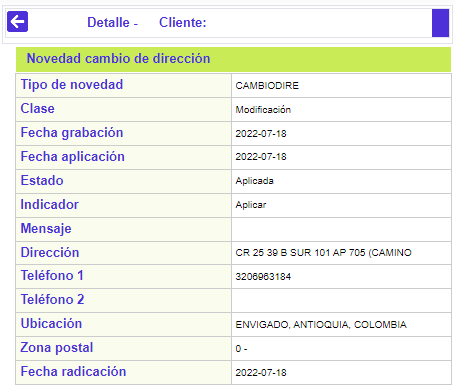 Detalle - Cliente:
Novedad cambio de dirección
Tipo de novedad CAMBIODIRE
Clase Modificación
Fecha grabación 2022-07-18
Fecha aplicación 2022-07-18
Estado Aplicada
Indicador Aplicar
Mensaje
Dirección CR 25 39 B SUR 101 AP 705 (CAMINO
Teléfono 1 3206963184
Teléfono 2
Ubicación ENVIGADO, ANTIOQUIA, COLOMBIA
Zona postal 0 -
Fecha radicación 2022-07-18